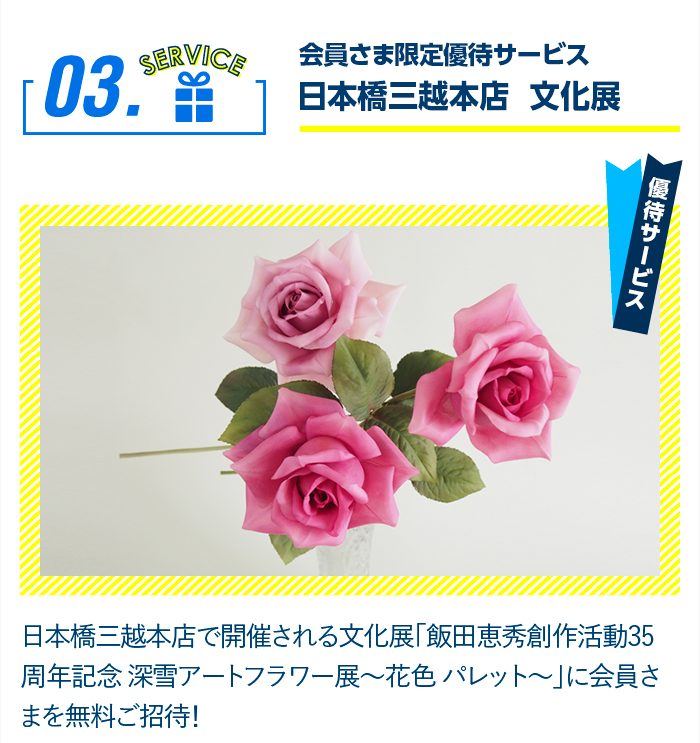 03.
SERVICE
会員さま限定優待サービス
日本橋三越本店 文化展
優待サービス
日本橋三越本店で開催される文化展「飯田恵秀創作活動35
周年記念 深雪アートフラワー展～花色 パレット～」に会員さ
まを無料ご招待！